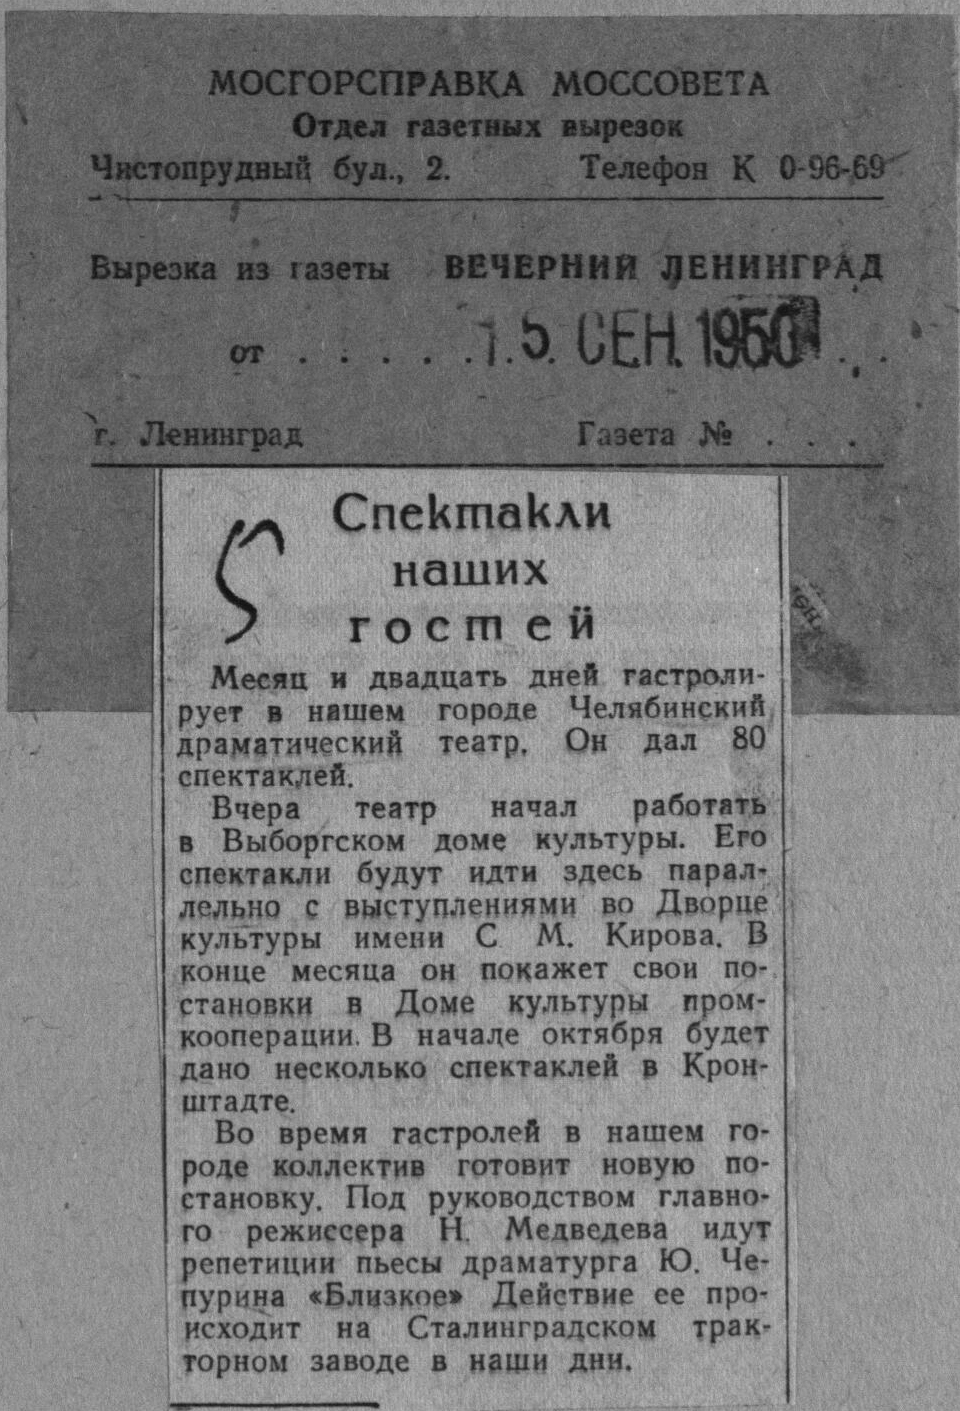 МОСГОРСПРАВКА МОССОВЕТА
Отдел газетных вырезок
Чистопрудный бул., 2. Телефон К 0-96-69
Вырезка из газеты ВЕЧЕРНИЙ ЛЕНИНГРАД
от . . . . . 15. СЕН. 1950 . .
г. Ленинград Газета № . . .
Спектакли
наших
гостей
Месяц и двадцать дней гастроли-
рует в нашем городе Челябинский
драматический театр. Он дал 80
спектаклей.
Вчера театр начал работать
в Выборгском доме культуры. Его
спектакли будут идти здесь парал-
лельно с выступлениями во Дворце
культуры имени С М. Кирова. В
конце месяца он покажет свои по-
становки в Доме культуры пром-
кооперации. В начале октября будет
дано несколько спектаклей в Крон-
штадте.
Во время гастролей в нашем го-
роде коллектив готовит новую по-
становку. Под руководством главно-
го режиссера Н. Медведева идут
репетиции пьесы драматурга Ю. Че-
пурина «Близкое» Действие ее про-
исходит на Сталинградском трак-
торном заводе в наши дни.